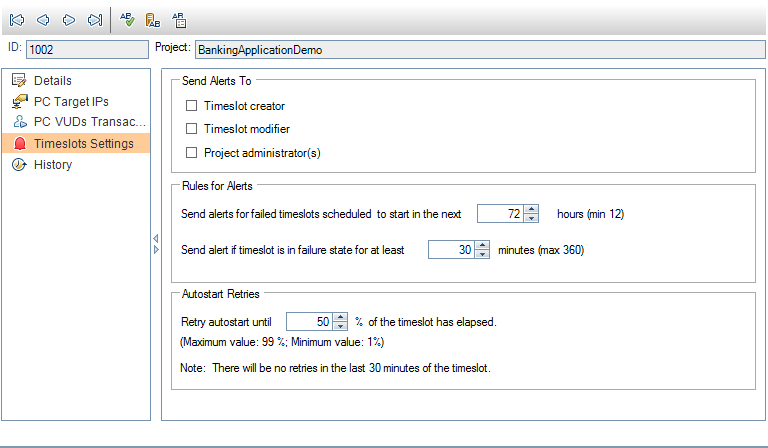 ID: 1002 Project: BankingApplicationDemo
Details
PC Target IPs
PC VUDs Transac...
Timeslots Settings
History
Send Alerts To
Timeslot creator
Timeslot modifier
Project administrator(s)
Rules for Alerts
Send alerts for failed timeslots scheduled to start in the next 72 hours (min 12)
Send alert if timeslot is in failure state for at least 30 minutes (max 360)
Autostart Retries
Retry autostart until 50 % of the timeslot has elapsed.
(Maximum value: 99 %; Minimum value: 1%)
Note: There will be no retries in the last 30 minutes of the timeslot.